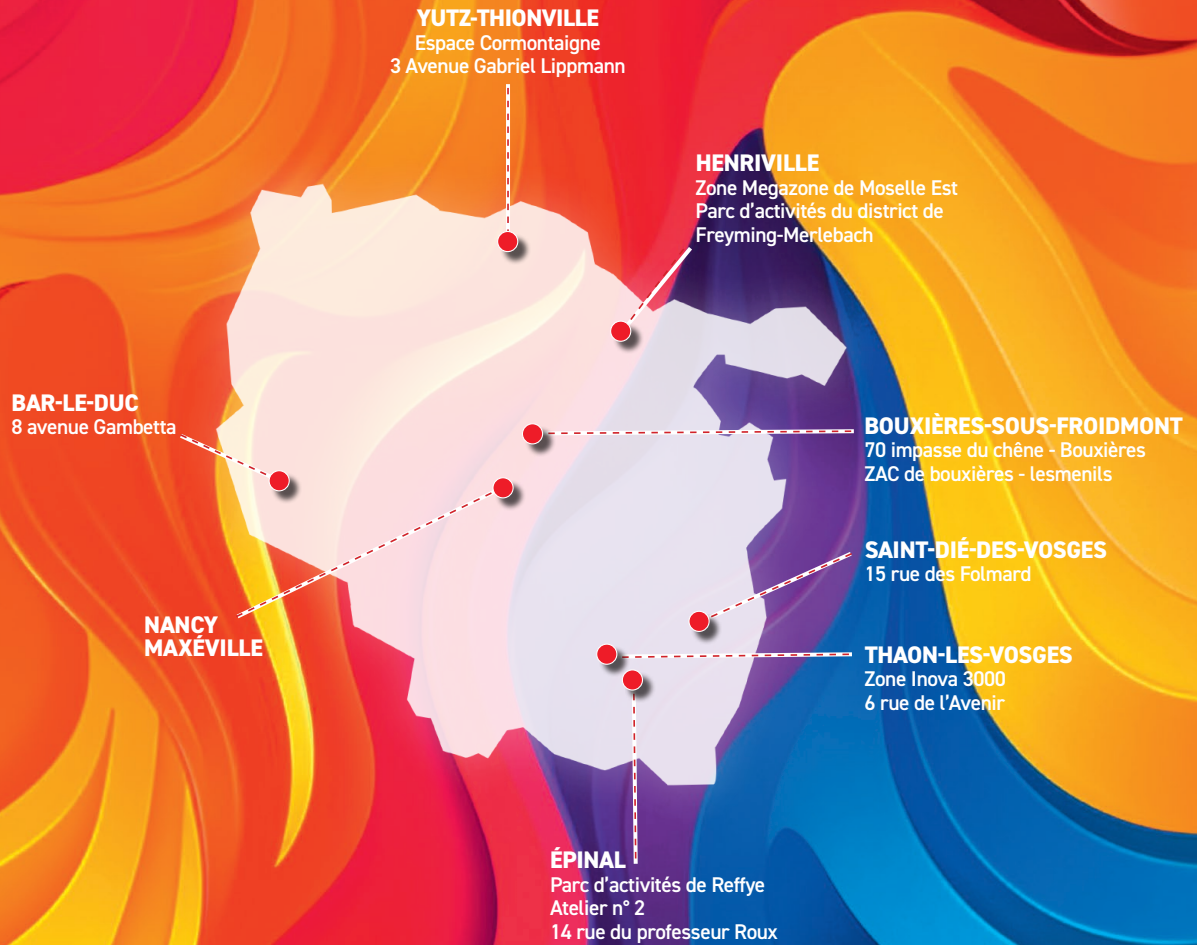 YUTZ-THIONVILLE
Espace Cormontaigne
3 Avenue Gabriel Lippmann
HENRIVILLE
Zone Megazone de Moselle Est
Parc d'activités du district de
Freyming-Merlebach
BAR-LE-DUC
8 avenue Gambetta
BOUXIÈRES-SOUS-FROIDMONT
70 impasse du chêne - Bouxières
ZAC de bouxières - lesmenils
SAINT-DIÉ-DES-VOSGES
15 rue des Folmard
NANCY
MAXÉVILLE
THAON-LES-VOSGES
Zone Inova 3000
6 rue de l'Avenir
ÉPINAL
Parc d'activités de Reffye
Atelier n° 2
14 rue du professeur Roux